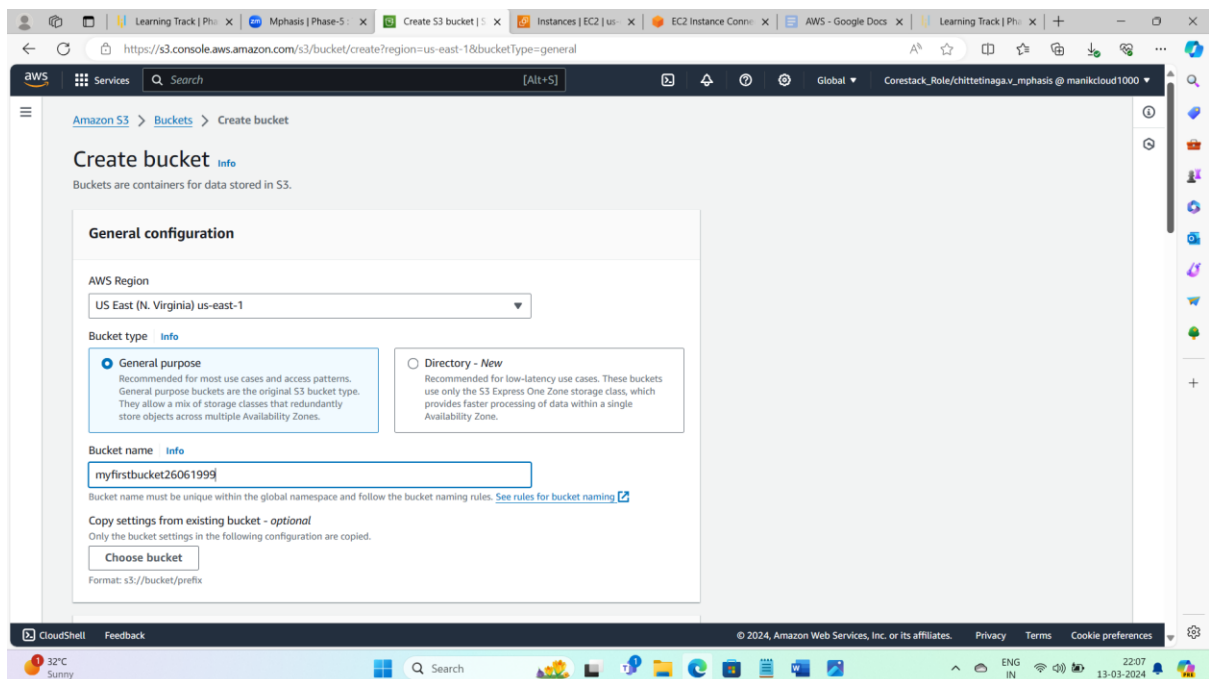 Learning Track | Pho
Mphasis | Phase-5 :
Create S3 bucket | S
Instances | EC2 | us-
EC2 Instance Conne
AWS - Google Docs
Learning Track | Pho
https://s3.console.aws.amazon.com/s3/bucket/create?region=us-east-1&bucketType=general
aws
Services
Search
[Alt+S]
Global
Corestack_Role/chittetinaga.v_mphasis @ manikcloud1000
Amazon S3 > Buckets > Create bucket
Create bucket Info
Buckets are containers for data stored in S3.
General configuration
AWS Region
US East (N. Virginia) us-east-1
Bucket type Info
General purpose
Recommended for most use cases and access patterns.
General purpose buckets are the original S3 bucket type.
They allow a mix of storage classes that redundantly
store objects across multiple Availability Zones.
Directory - New
Recommended for low-latency use cases. These buckets
use only the S3 Express One Zone storage class, which
provides faster processing of data within a single
Availability Zone.
Bucket name Info
myfirstbucket26061999
Bucket name must be unique within the global namespace and follow the bucket naming rules. See rules for bucket naming
Copy settings from existing bucket - optional
Only the bucket settings in the following configuration are copied.
Choose bucket
Format: s3://bucket/prefix
CloudShell
Feedback
© 2024, Amazon Web Services, Inc. or its affiliates.
Privacy
Terms
Cookie preferences
1
32°C
Sunny
Search
ENG
IN
22:07
13-03-2024